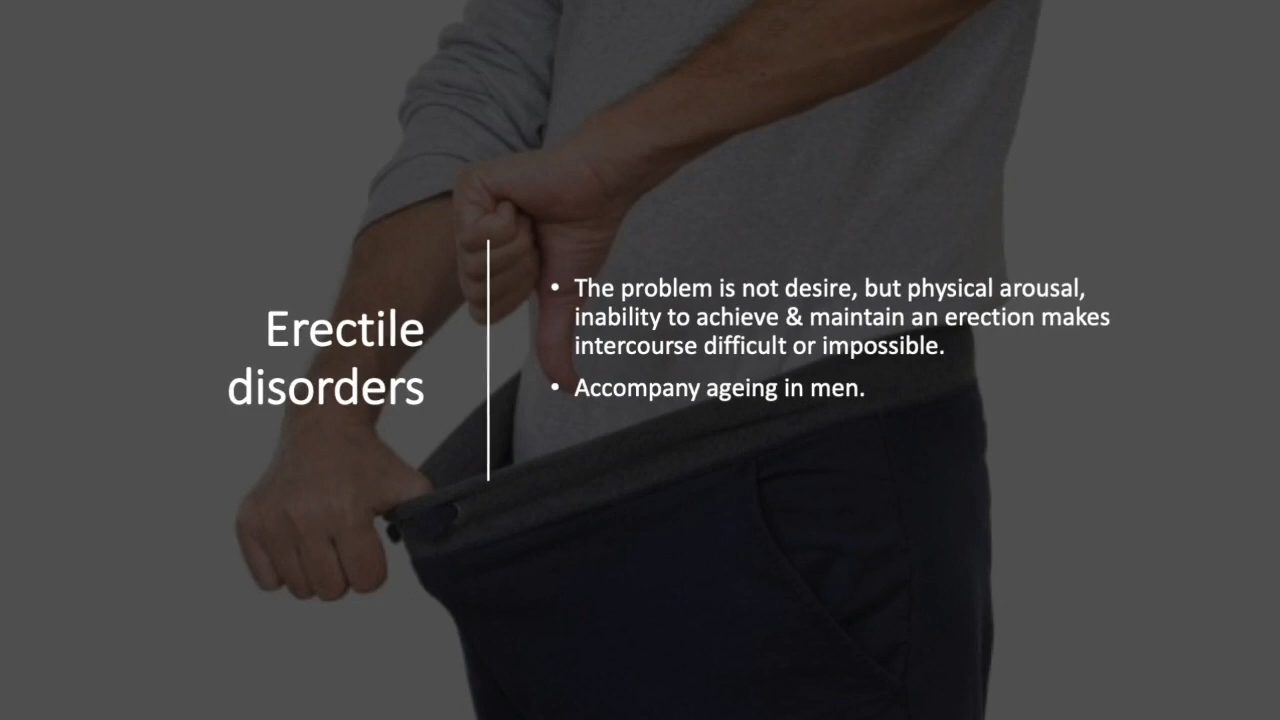 Erectile
disorders
• The problem is not desire, but physical arousal,
inability to achieve & maintain an erection makes
intercourse difficult or impossible.
• Accompany ageing in men.